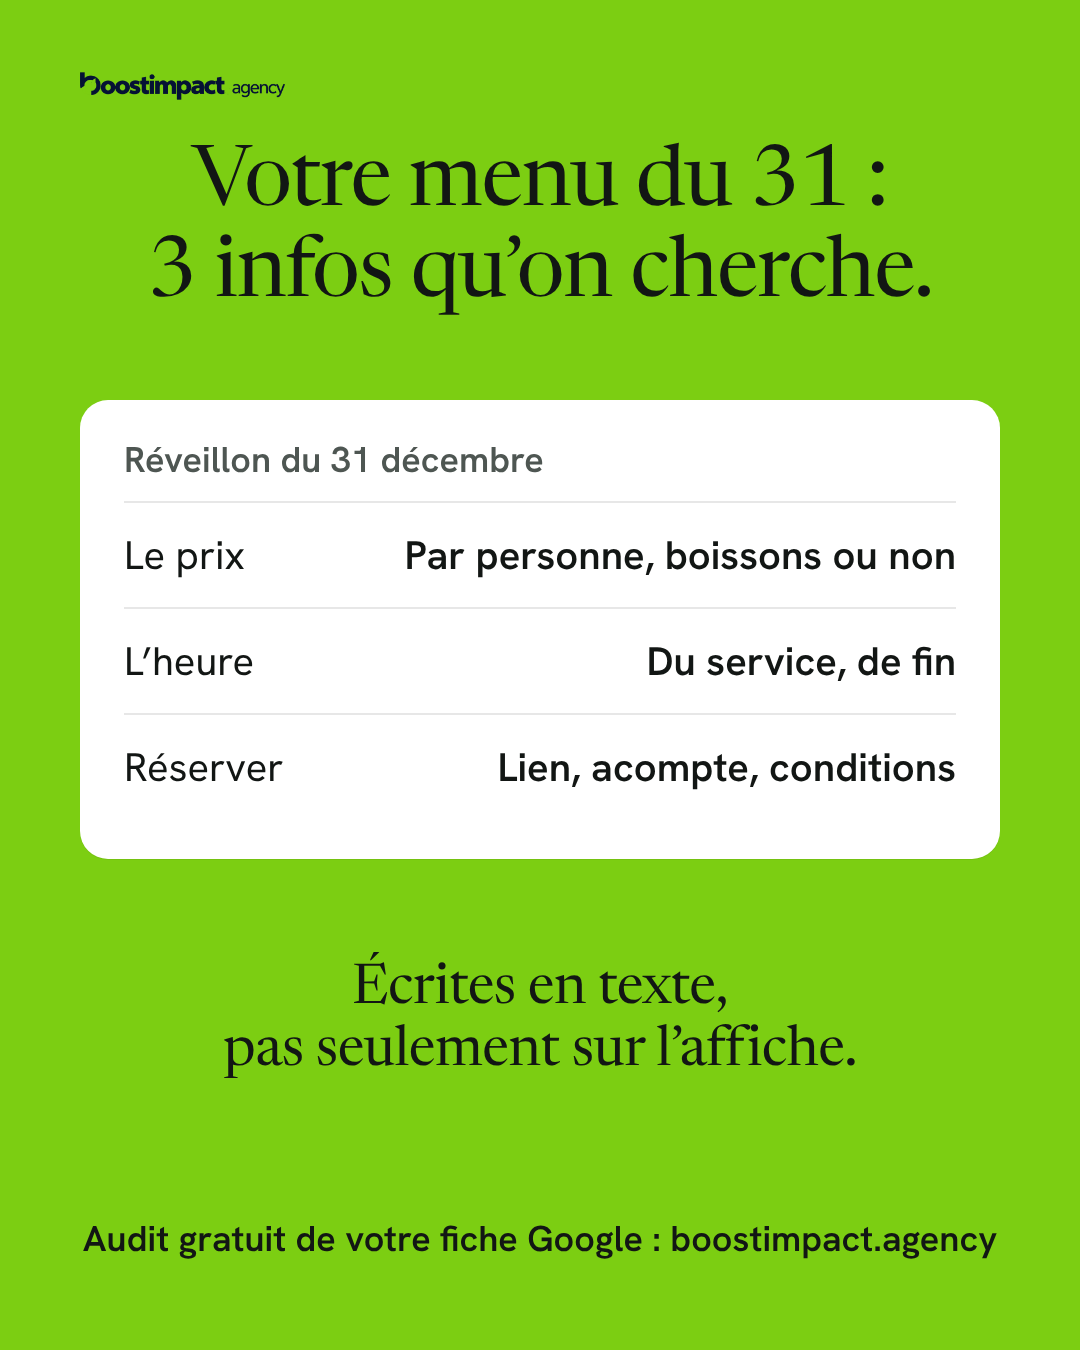 boostimpact agency
Votre menu du 31 :
3 infos qu’on cherche.
Réveillon du 31 décembre
Le prix Par personne, boissons ou non
L’heure Du service, de fin
Réserver Lien, acompte, conditions
Écrites en texte,
pas seulement sur l’affiche.
Audit gratuit de votre fiche Google : boostimpact.agency